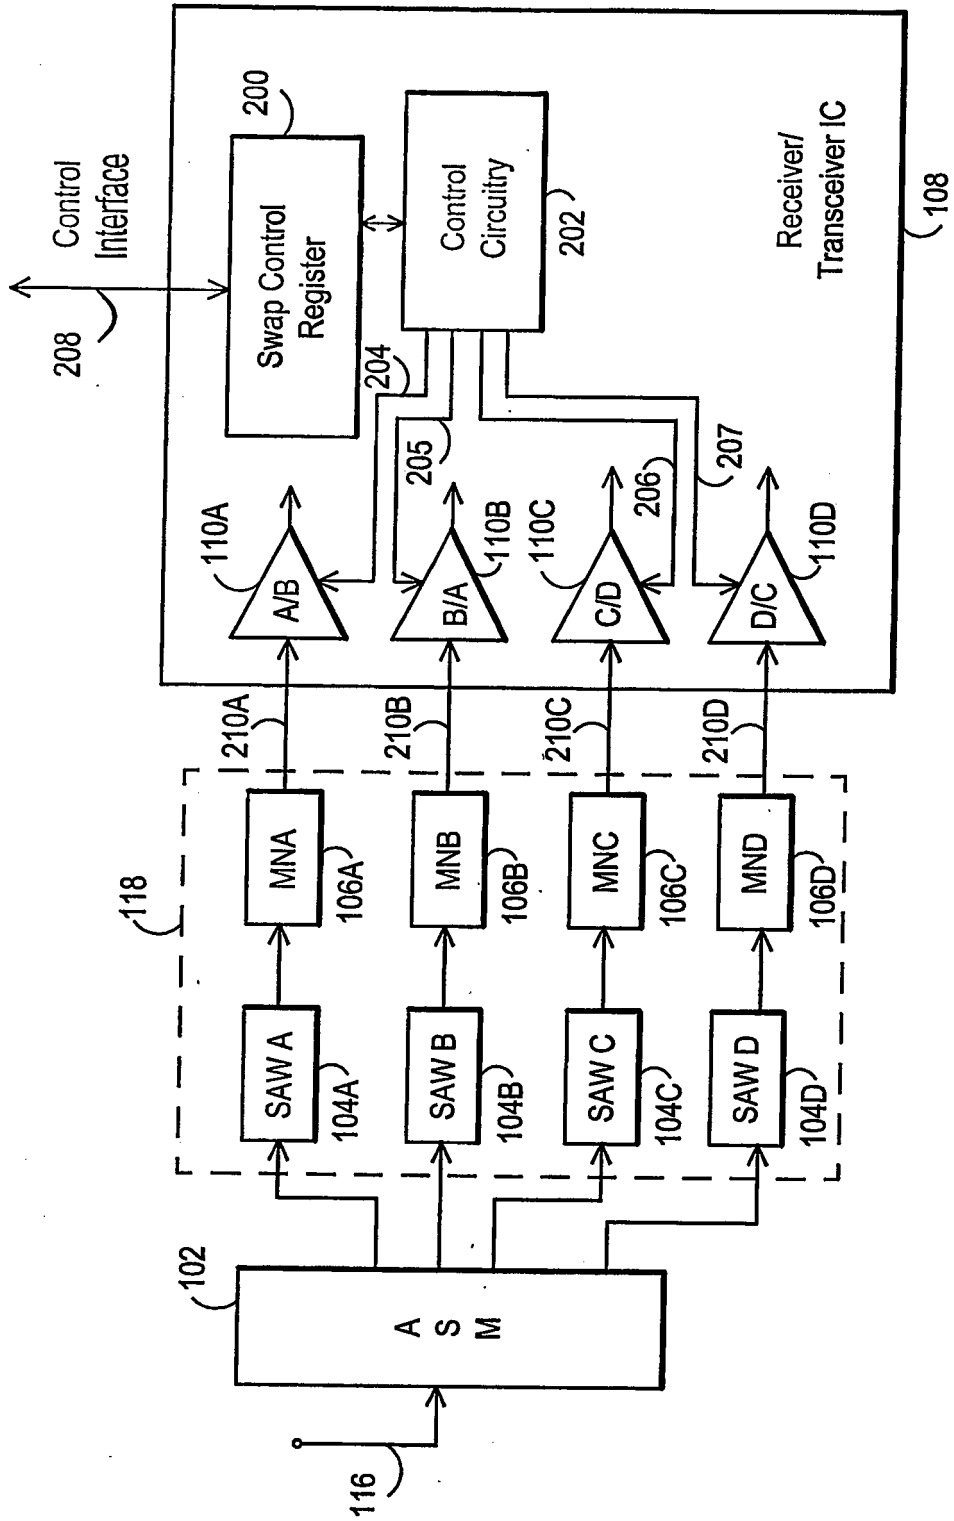 Control
Interface
208
200
Swap Control
Register
Control
Circuitry
202
204
205
206
207
Receiver/
Transceiver IC
108
110A
A/B
110B
B/A
110C
C/D
110D
D/C
210A
210B
210C
210D
118
MNA
106A
MNB
106B
MNC
106C
MND
106D
SAW A
104A
SAW B
104B
SAW C
104C
SAW D
104D
102
A
S
M
116